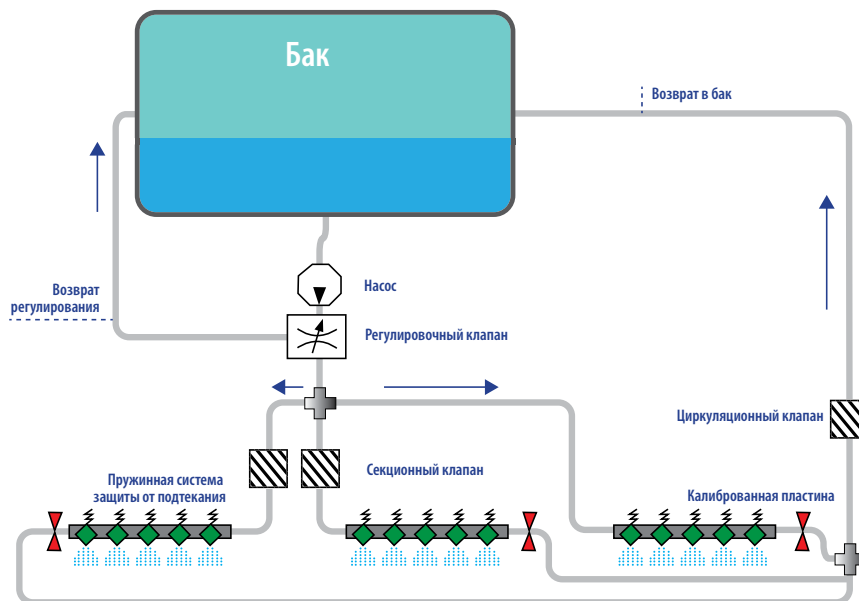 Бак
Возврат в бак
Возврат
регулирования
Насос
Регулировочный клапан
Циркуляционный клапан
Секционный клапан
Пружинная система
защиты от подтекания
Калиброванная пластина